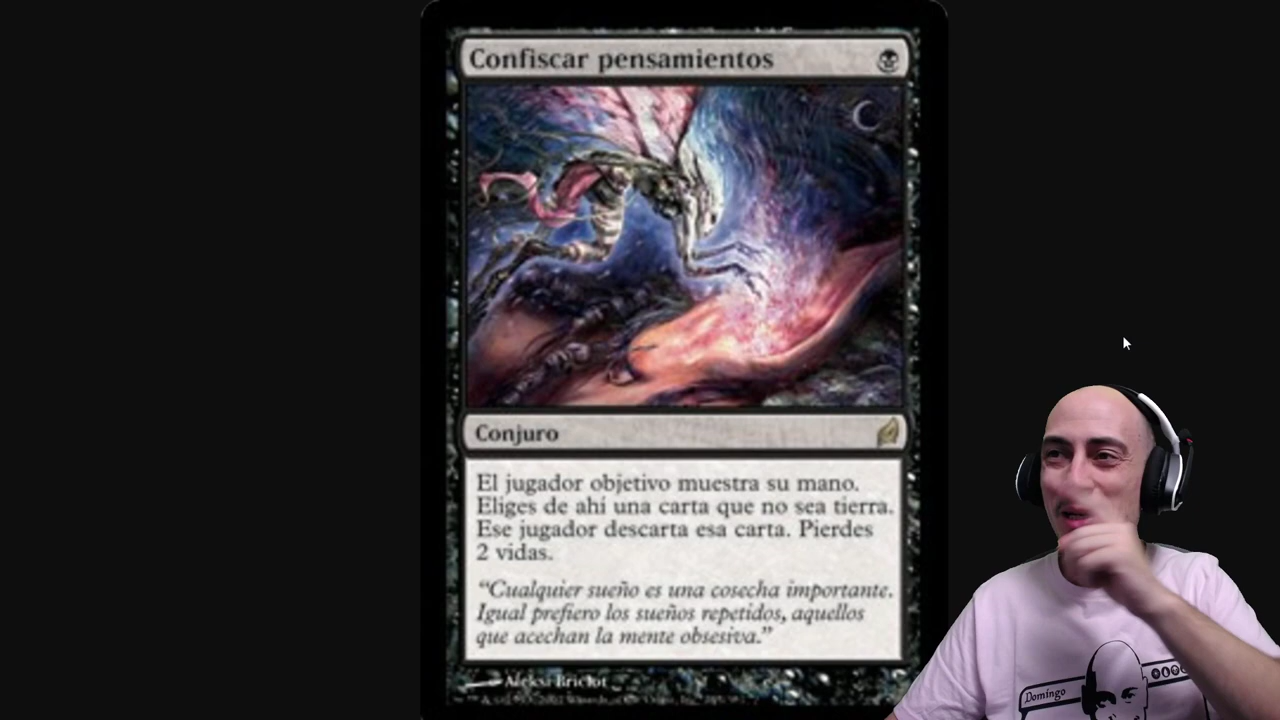 Confiscar pensamientos
Conjuro
El jugador objetivo muestra su mano.
Eliges de ahí una carta que no sea tierra.
Ese jugador descarta esa carta. Pierdes
2 vidas.
“Cualquier sueño es una cosecha importante.
Igual prefiero los sueños repetidos, aquellos
que acechan la mente obsesiva.”
Aleksi Briclot
Domingo